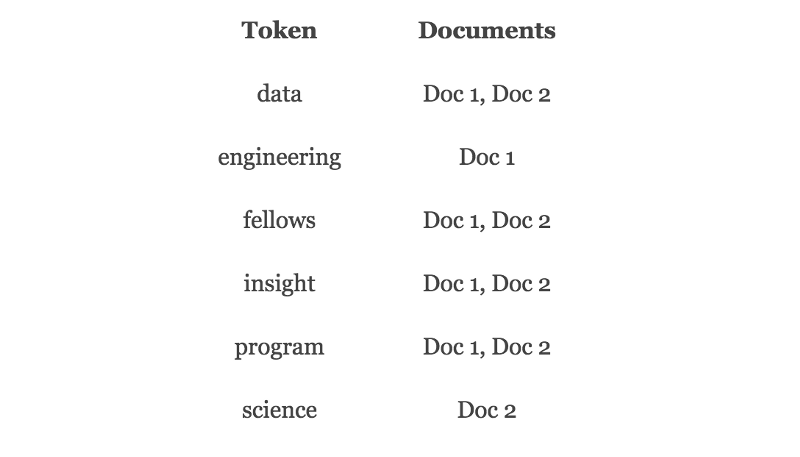 Token Documents
data Doc 1, Doc 2
engineering Doc 1
fellows Doc 1, Doc 2
insight Doc 1, Doc 2
program Doc 1, Doc 2
science Doc 2